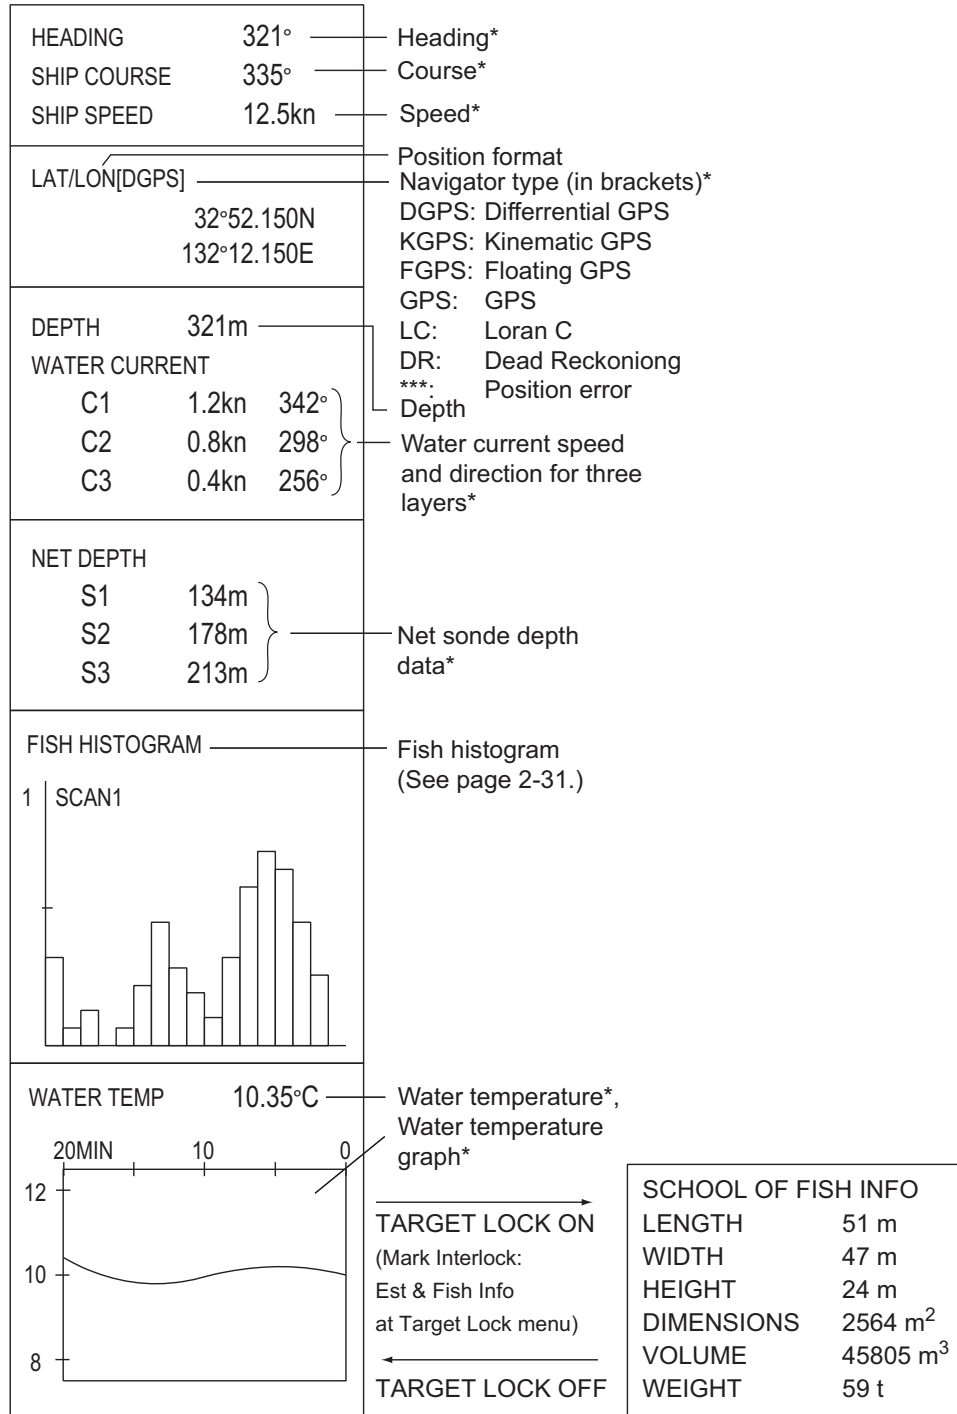 HEADING 321° Heading*
SHIP COURSE 335° Course*
SHIP SPEED 12.5kn Speed*
Position format
LAT/LON[DGPS] Navigator type (in brackets)*
32°52.150N
132°12.150E
DGPS: Differrential GPS
KGPS: Kinematic GPS
FGPS: Floating GPS
GPS: GPS
LC: Loran C
DR: Dead Reckoniong
***: Position error
DEPTH 321m
Depth
WATER CURRENT
C1 1.2kn 342°
C2 0.8kn 298°
C3 0.4kn 256°
Water current speed
and direction for three
layers*
NET DEPTH
S1 134m
S2 178m
S3 213m
Net sonde depth
data*
FISH HISTOGRAM
Fish histogram
(See page 2-31.)
1 SCAN1
WATER TEMP 10.35°C
Water temperature*,
Water temperature
graph*
20MIN 10 0
12
10
8
TARGET LOCK ON
(Mark Interlock:
Est & Fish Info
at Target Lock menu)
TARGET LOCK OFF
SCHOOL OF FISH INFO
LENGTH 51 m
WIDTH 47 m
HEIGHT 24 m
DIMENSIONS 2564 m²
VOLUME 45805 m³
WEIGHT 59 t